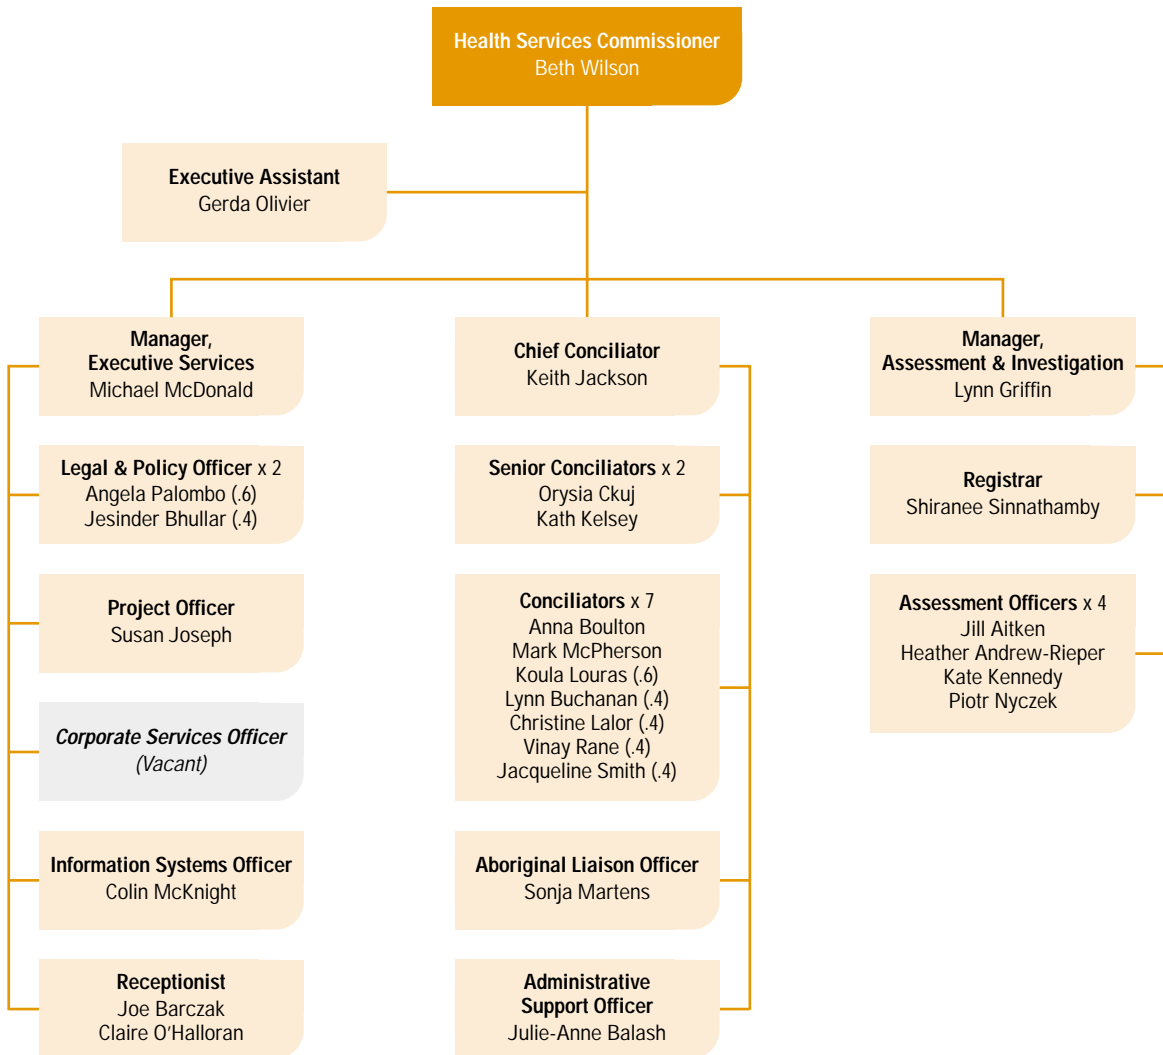 Health Services Commissioner
Beth Wilson
Executive Assistant
Gerda Olivier
Manager,
Executive Services
Michael McDonald
Legal & Policy Officer x 2
Angela Palombo (.6)
Jesinder Bhullar (.4)
Project Officer
Susan Joseph
Corporate Services Officer
(Vacant)
Information Systems Officer
Colin McKnight
Receptionist
Joe Barczak
Claire O'Halloran
Chief Conciliator
Keith Jackson
Senior Conciliators x 2
Orysia Ckuj
Kath Kelsey
Conciliators x 7
Anna Boulton
Mark McPherson
Koula Louras (.6)
Lynn Buchanan (.4)
Christine Lalor (.4)
Vinay Rane (.4)
Jacqueline Smith (.4)
Aboriginal Liaison Officer
Sonja Martens
Administrative
Support Officer
Julie-Anne Balash
Manager,
Assessment & Investigation
Lynn Griffin
Registrar
Shiranee Sinnathamby
Assessment Officers x 4
Jill Aitken
Heather Andrew-Rieper
Kate Kennedy
Piotr Nyczek